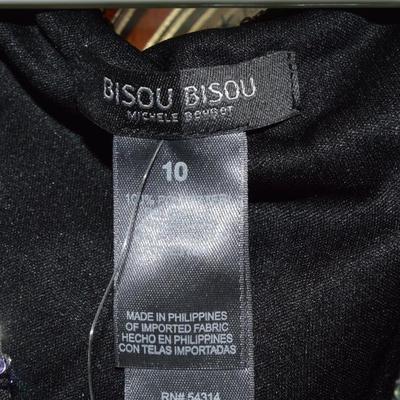 BISOU BISOU
MICHELE BOHBOT
10
100%
MADE IN PHILIPPINES
OF IMPORTED FABRIC
HECHO EN PHILIPPINES
CON TELAS IMPORTADAS
RN# 54314